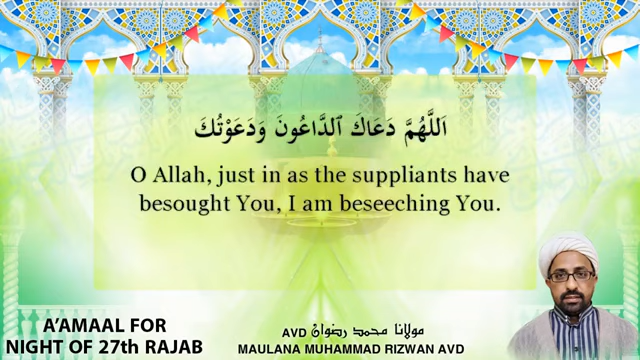 اَللَّهُمَّ دَعَاكَ ٱلدَّاعُونَ وَدَعَوْتُكَ
O Allah, just in as the suppliants have
besought You, I am beseeching You.
A'AMAAL FOR
NIGHT OF 27th RAJAB
AVD مولانا محمد رضوان
MAULANA MUHAMMAD RIZWAN AVD